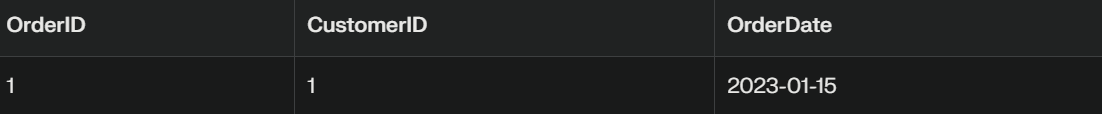 OrderID CustomerID OrderDate
1 1 2023-01-15